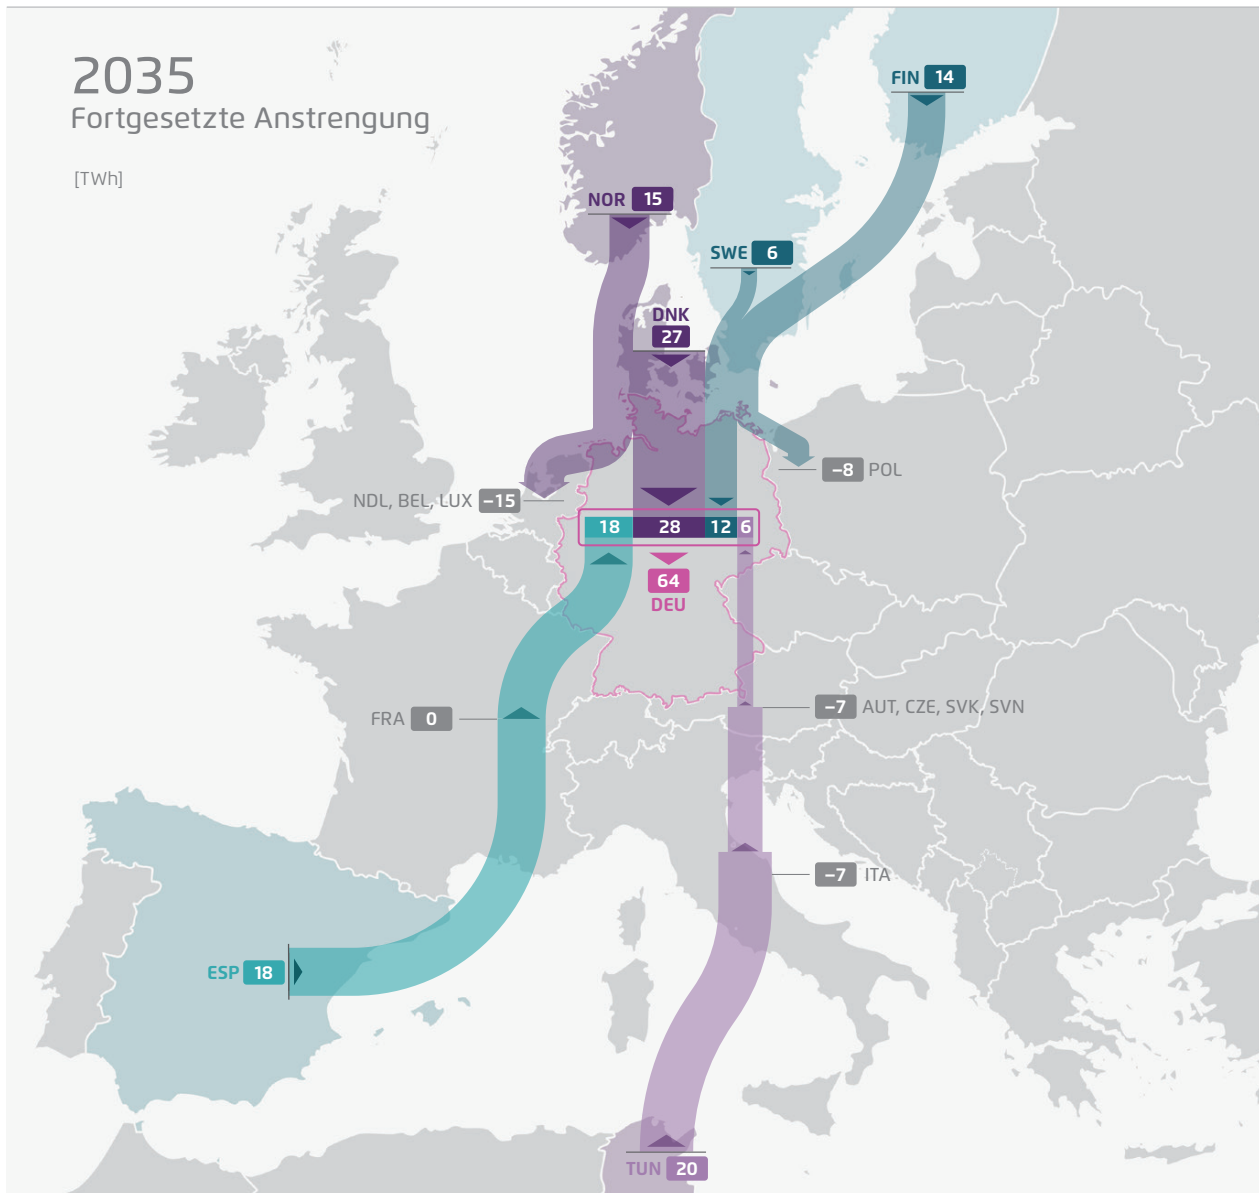 2035
Fortgesetzte Anstrengung
[TWh]
FIN 14
NOR 15
SWE 6
DNK
27
−8 POL
NDL, BEL, LUX −15
18 28 12 6
64
DEU
−7 AUT, CZE, SVK, SVN
FRA 0
−7 ITA
ESP 18
TUN 20